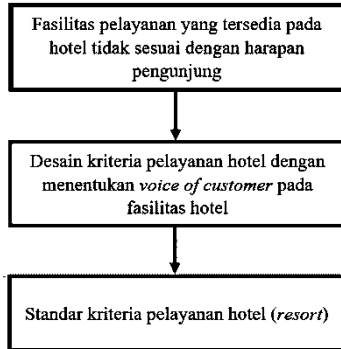 Fasilitas pelayanan yang tersedia pada
hotel tidak sesuai dengan harapan
pengunjung
Desain kriteria pelayanan hotel dengan
menentukan voice of customer pada
fasilitas hotel
Standar kriteria pelayanan hotel (resort)